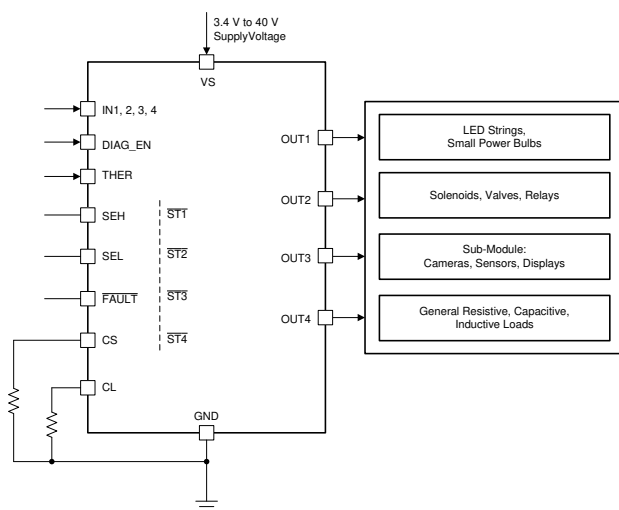 3.4 V to 40 V
SupplyVoltage
VS
IN1, 2, 3, 4
DIAG_EN
THER
SEH
SEL
FAULT
CS
CL
ST1
ST2
ST3
ST4
GND
OUT1
OUT2
OUT3
OUT4
LED Strings,
Small Power Bulbs
Solenoids, Valves, Relays
Sub-Module:
Cameras, Sensors, Displays
General Resistive, Capacitive,
Inductive Loads